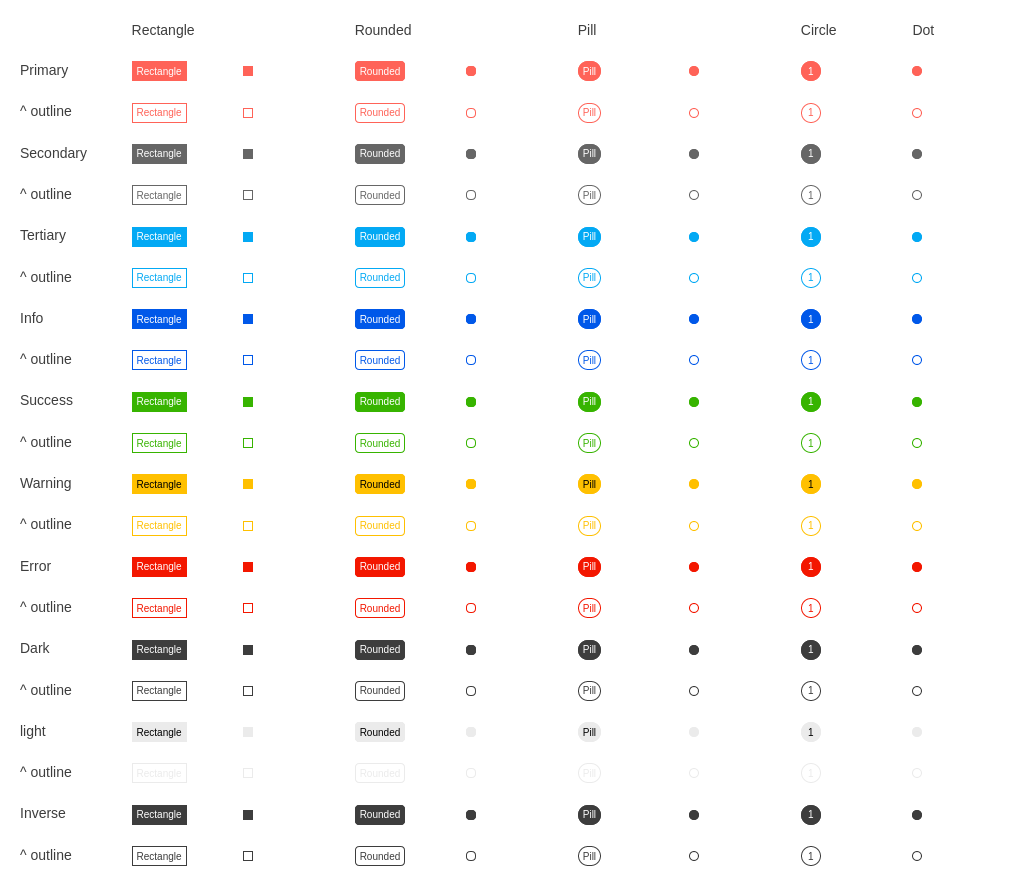 Rectangle Rounded Pill Circle Dot
Primary Rectangle Rounded Pill 1
^ outline Rectangle Rounded Pill 1
Secondary Rectangle Rounded Pill 1
^ outline Rectangle Rounded Pill 1
Tertiary Rectangle Rounded Pill 1
^ outline Rectangle Rounded Pill 1
Info Rectangle Rounded Pill 1
^ outline Rectangle Rounded Pill 1
Success Rectangle Rounded Pill 1
^ outline Rectangle Rounded Pill 1
Warning Rectangle Rounded Pill 1
^ outline Rectangle Rounded Pill 1
Error Rectangle Rounded Pill 1
^ outline Rectangle Rounded Pill 1
Dark Rectangle Rounded Pill 1
^ outline Rectangle Rounded Pill 1
light Rectangle Rounded Pill 1
^ outline Rectangle Rounded Pill 1
Inverse Rectangle Rounded Pill 1
^ outline Rectangle Rounded Pill 1